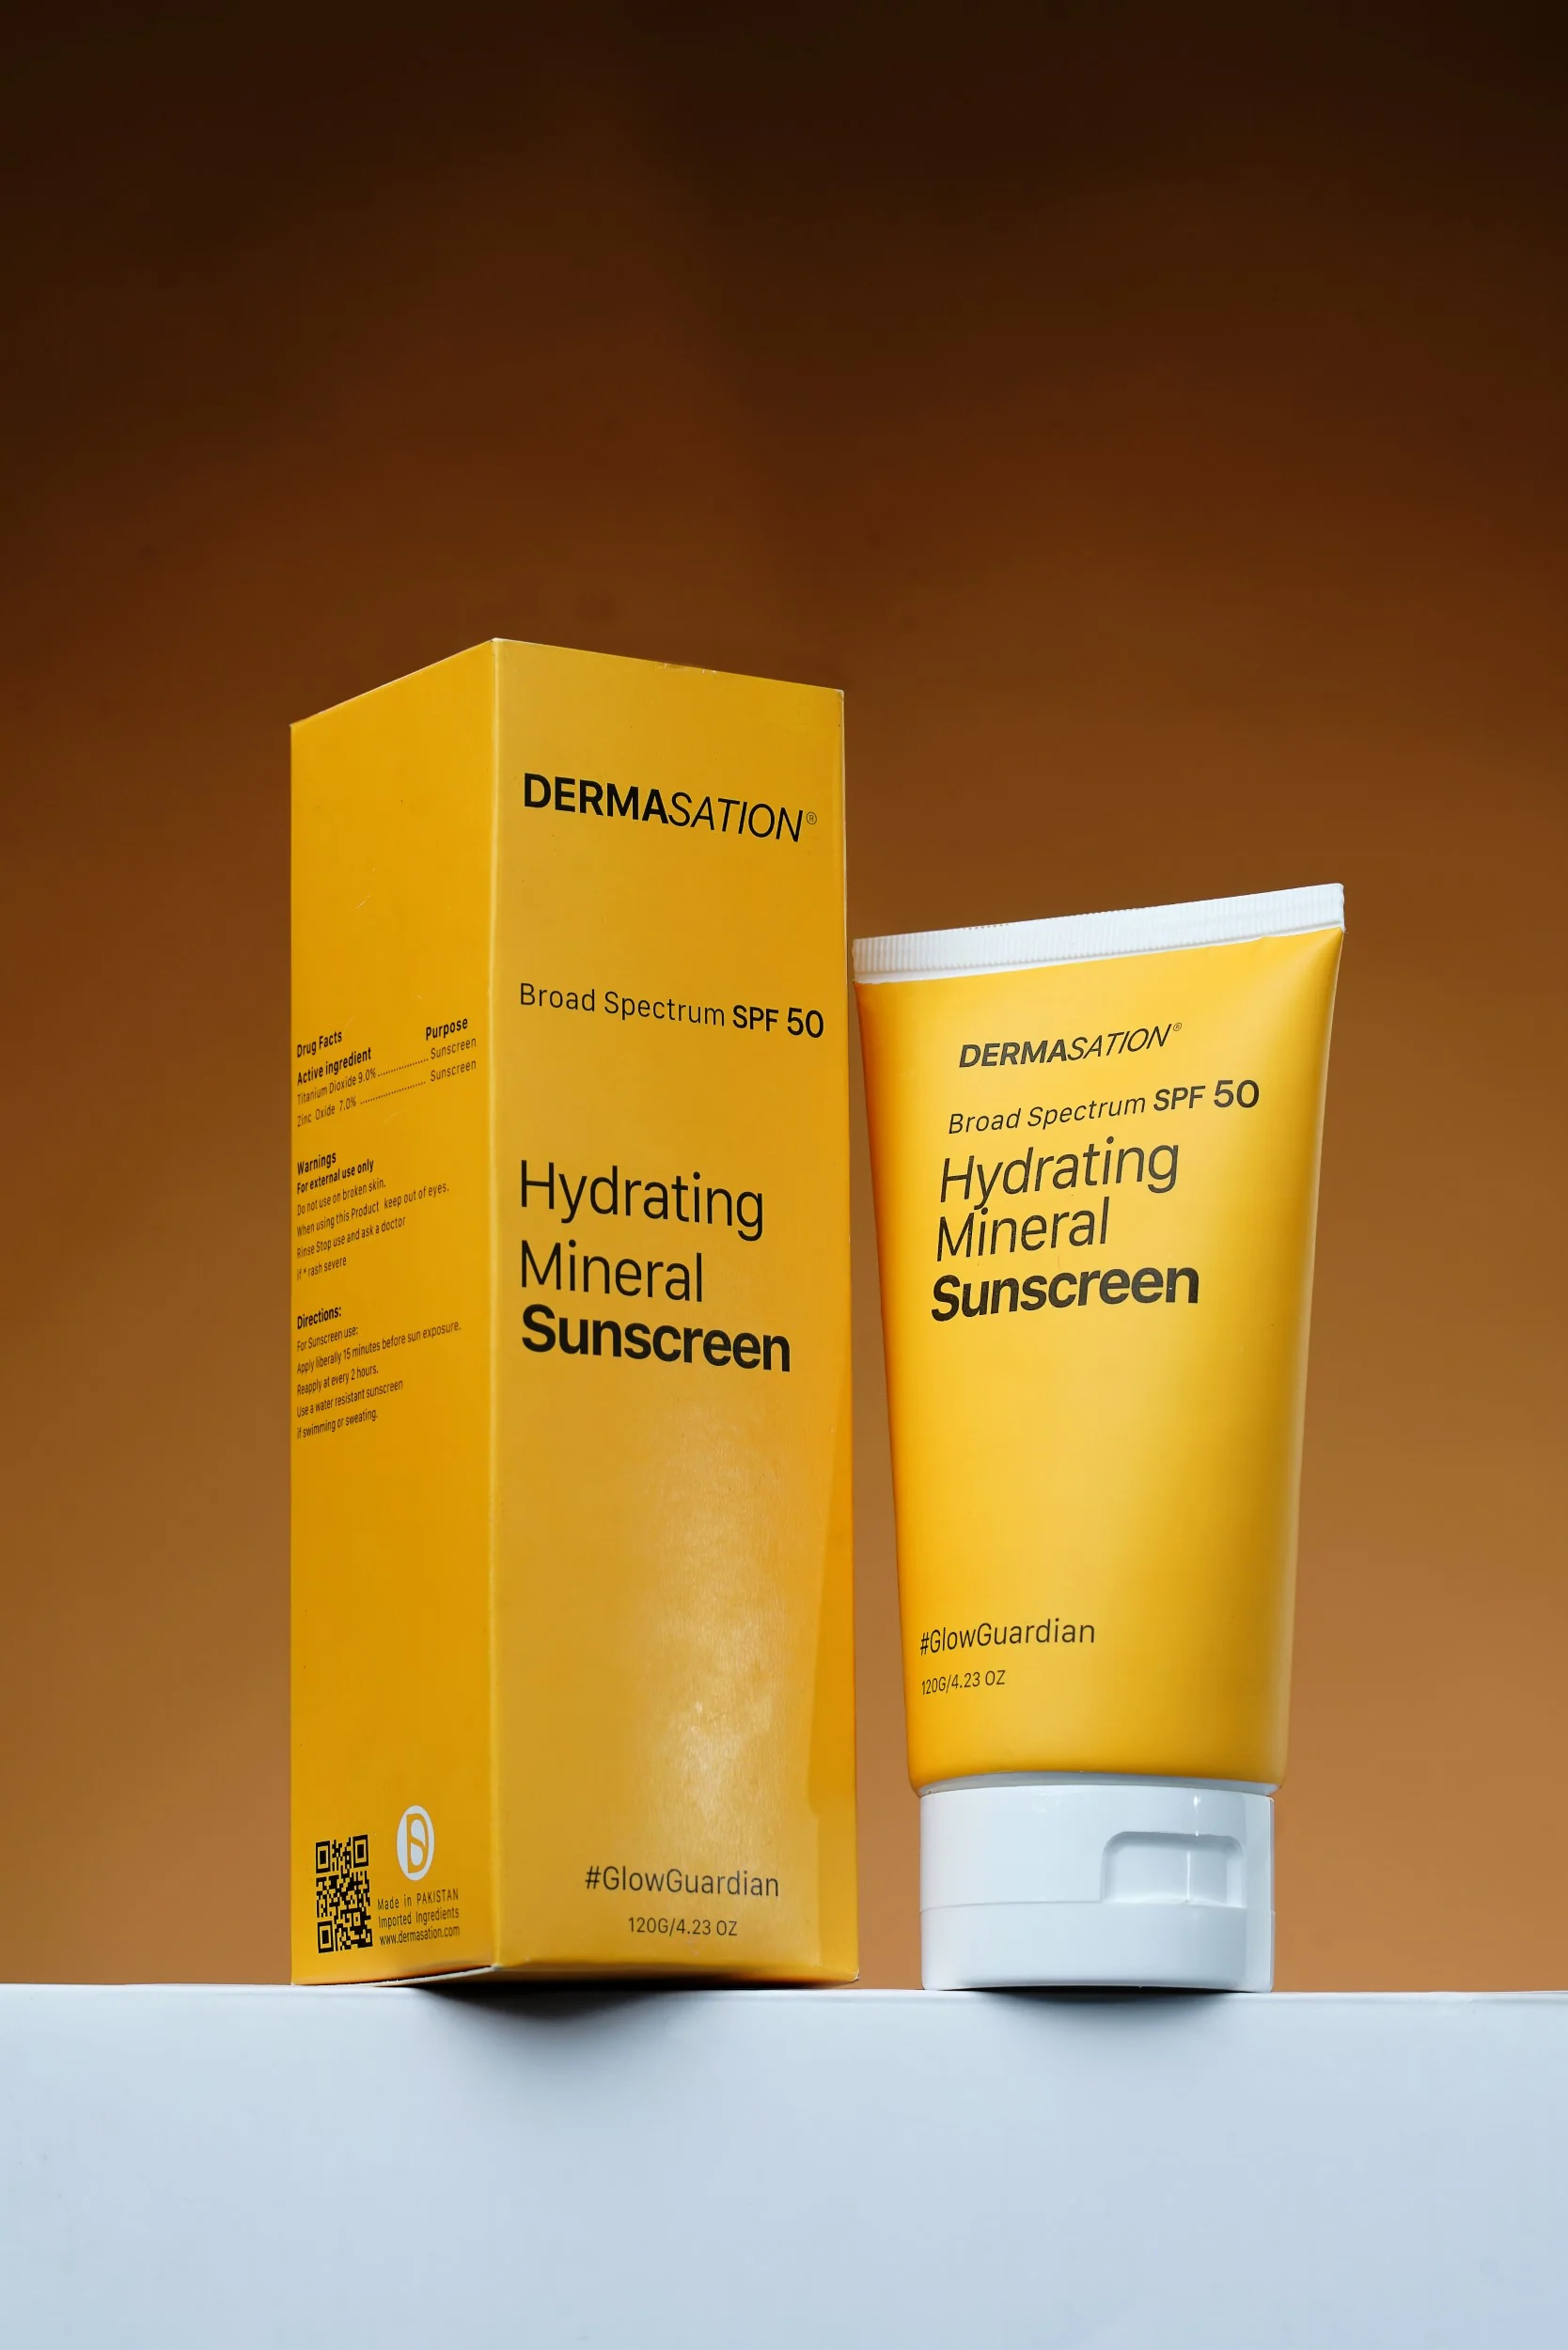 DERMASATION®
Broad Spectrum SPF 50
Hydrating
Mineral
Sunscreen
#GlowGuardian
120G/4.23 OZ
Drug Facts
Active ingredient Purpose
Titanium Dioxide 9.0%.................Sunscreen
Zinc Oxide 7.0% ......................Sunscreen
Warnings
For external use only
Do not use on broken skin.
When using this Product keep out of eyes.
Rinse Stop use and ask a doctor
if * rash severe
Directions:
For Sunscreen use:
Apply liberally 15 minutes before sun exposure.
Reapply at every 2 hours.
Use a water resistant sunscreen
if swimming or sweating.
Made in PAKISTAN
Imported Ingredients
www.dermasation.com
DERMASATION®
Broad Spectrum SPF 50
Hydrating
Mineral
Sunscreen
#GlowGuardian
120G/4.23 OZ